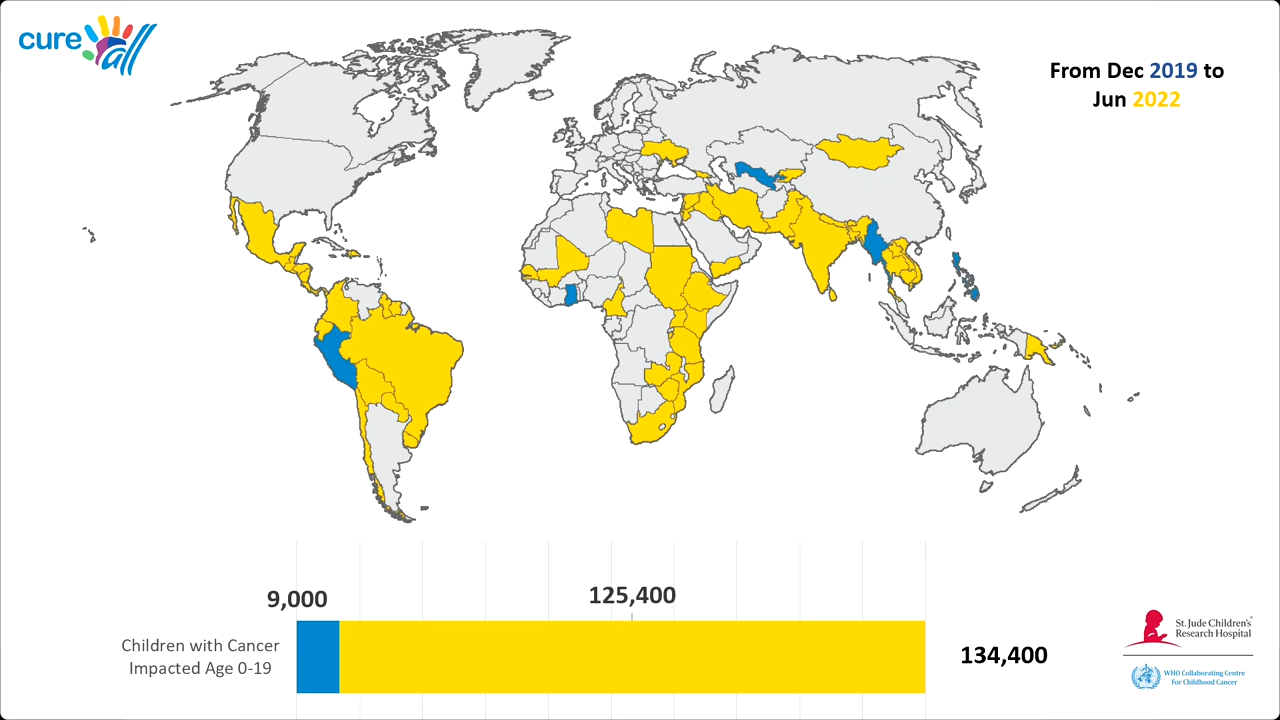 cure all
From Dec 2019 to
Jun 2022
9,000
125,400
Children with Cancer
Impacted Age 0-19
134,400
St. Jude Children's
Research Hospital
WHO Collaborating Centre
For Childhood Cancer